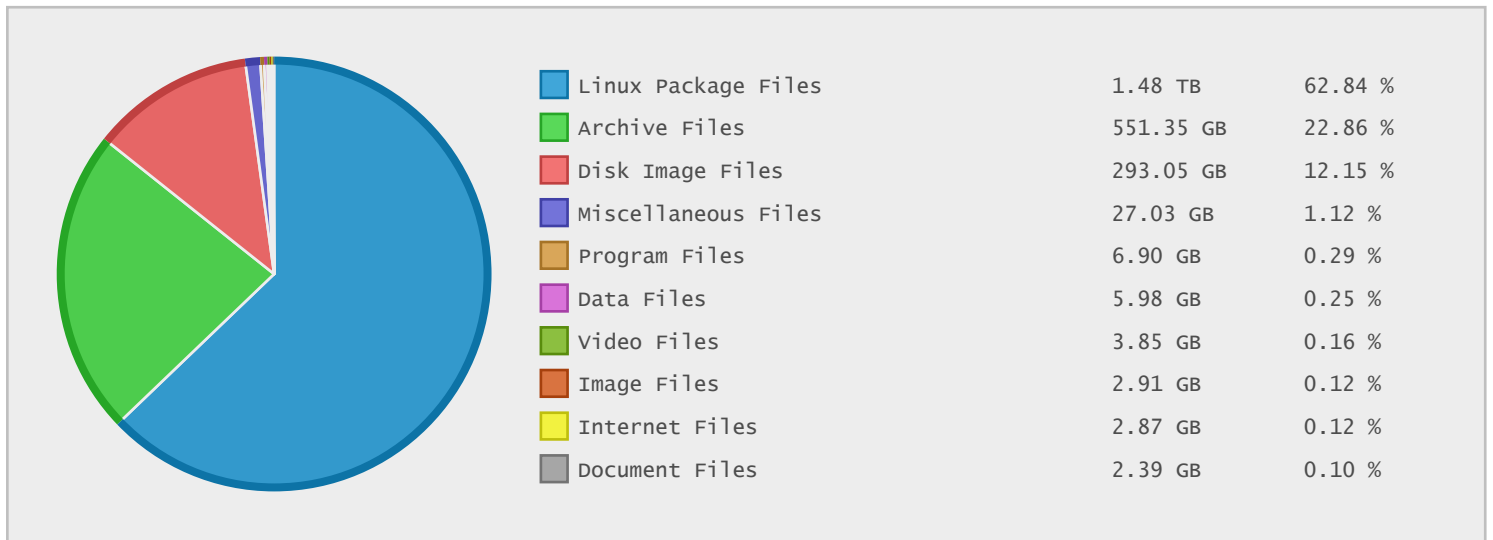 Linux Package Files 1.48 TB 62.84 %
Archive Files 551.35 GB 22.86 %
Disk Image Files 293.05 GB 12.15 %
Miscellaneous Files 27.03 GB 1.12 %
Program Files 6.90 GB 0.29 %
Data Files 5.98 GB 0.25 %
Video Files 3.85 GB 0.16 %
Image Files 2.91 GB 0.12 %
Internet Files 2.87 GB 0.12 %
Document Files 2.39 GB 0.10 %